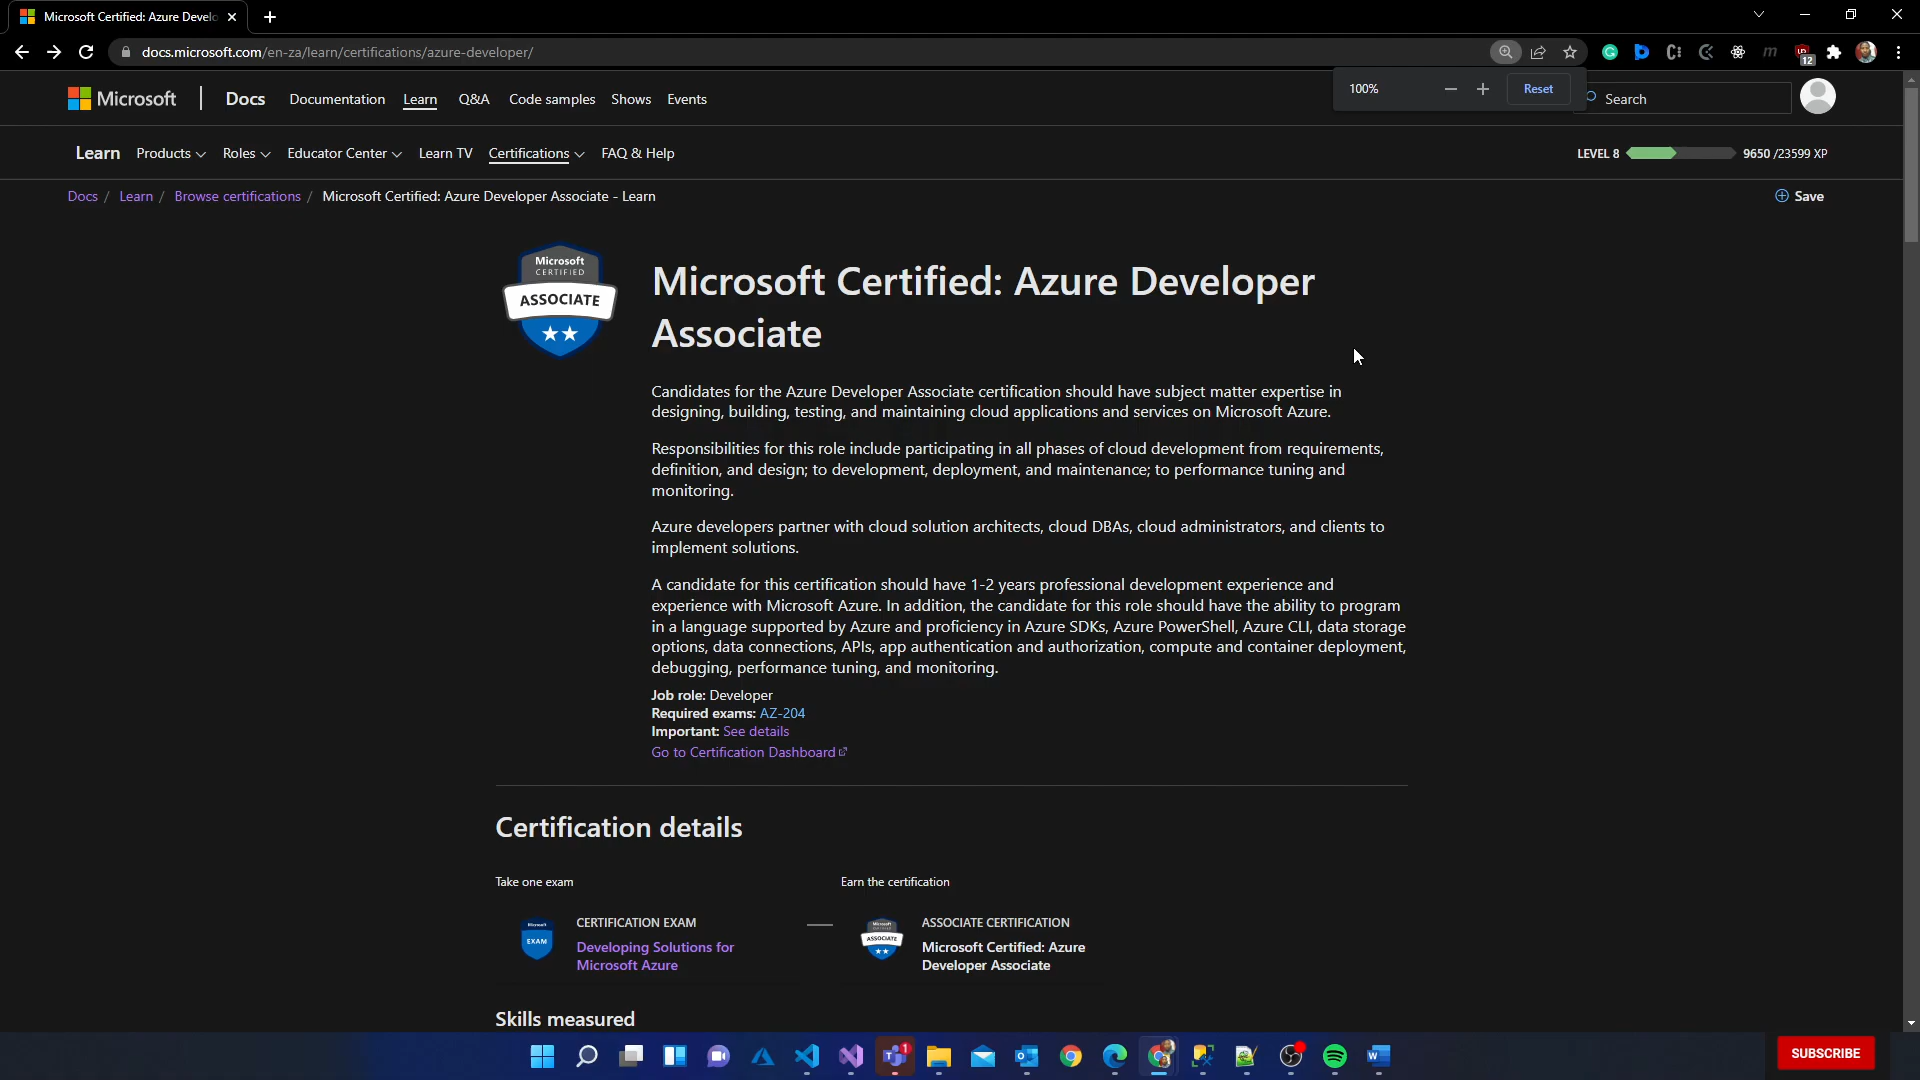 Microsoft Certified: Azure Develo
docs.microsoft.com/en-za/learn/certifications/azure-developer/
12
100%
Reset
Microsoft
Docs
Documentation
Learn
Q&A
Code samples
Shows
Events
Search
Learn
Products
Roles
Educator Center
Learn TV
Certifications
FAQ & Help
LEVEL 8
9650 /23599 XP
Docs / Learn / Browse certifications / Microsoft Certified: Azure Developer Associate - Learn
Save
Microsoft
CERTIFIED
ASSOCIATE
Microsoft Certified: Azure Developer
Associate
Candidates for the Azure Developer Associate certification should have subject matter expertise in
designing, building, testing, and maintaining cloud applications and services on Microsoft Azure.
Responsibilities for this role include participating in all phases of cloud development from requirements,
definition, and design; to development, deployment, and maintenance; to performance tuning and
monitoring.
Azure developers partner with cloud solution architects, cloud DBAs, cloud administrators, and clients to
implement solutions.
A candidate for this certification should have 1-2 years professional development experience and
experience with Microsoft Azure. In addition, the candidate for this role should have the ability to program
in a language supported by Azure and proficiency in Azure SDKs, Azure PowerShell, Azure CLI, data storage
options, data connections, APIs, app authentication and authorization, compute and container deployment,
debugging, performance tuning, and monitoring.
Job role: Developer
Required exams: AZ-204
Important: See details
Go to Certification Dashboard
Certification details
Take one exam
Earn the certification
Microsoft
EXAM
CERTIFICATION EXAM
Developing Solutions for
Microsoft Azure
Microsoft
ASSOCIATE
ASSOCIATE CERTIFICATION
Microsoft Certified: Azure
Developer Associate
Skills measured
1
SUBSCRIBE